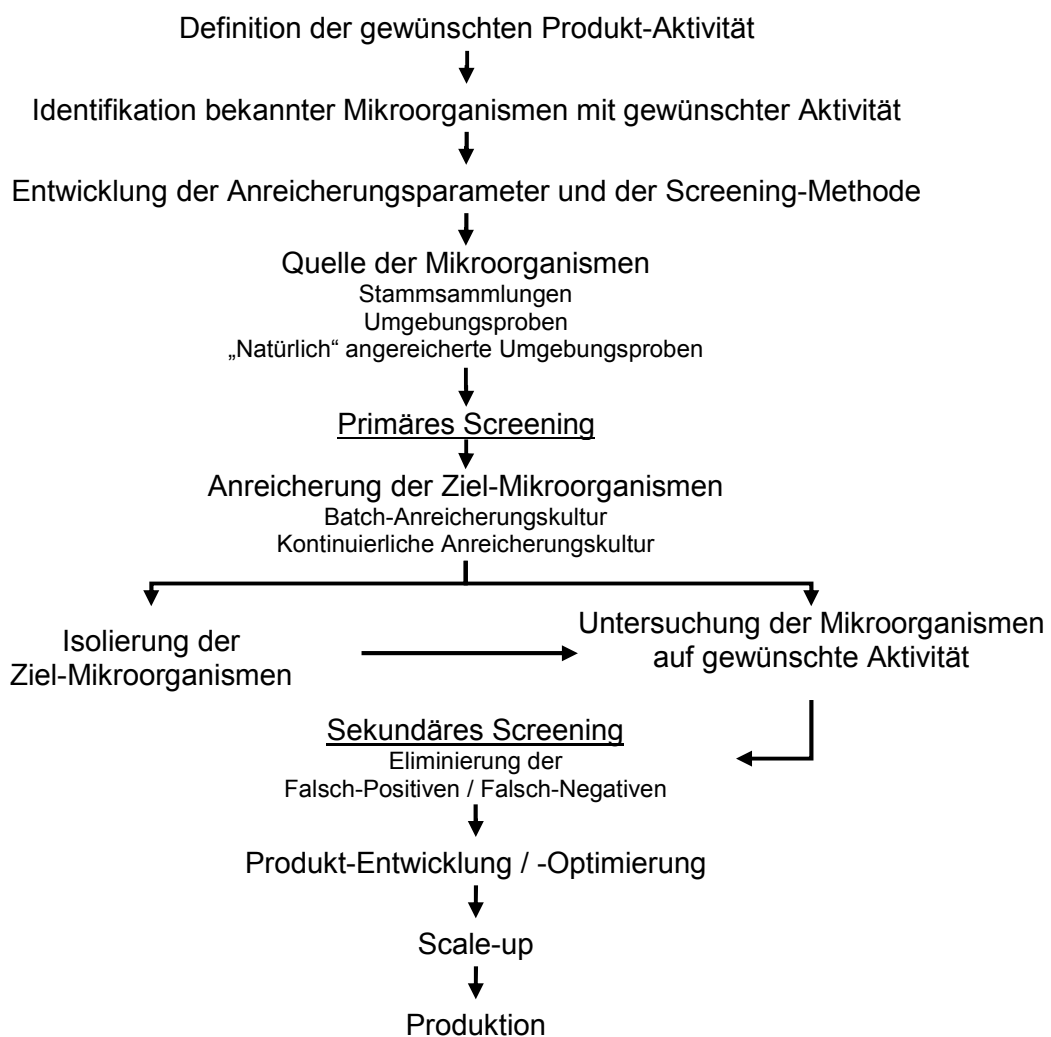 Definition der gewünschten Produkt-Aktivität
Identifikation bekannter Mikroorganismen mit gewünschter Aktivität
Entwicklung der Anreicherungsparameter und der Screening-Methode
Quelle der Mikroorganismen
Stammsammlungen
Umgebungsproben
„Natürlich“ angereicherte Umgebungsproben
Primäres Screening
Anreicherung der Ziel-Mikroorganismen
Batch-Anreicherungskultur
Kontinuierliche Anreicherungskultur
Isolierung der
Ziel-Mikroorganismen
Untersuchung der Mikroorganismen
auf gewünschte Aktivität
Sekundäres Screening
Eliminierung der
Falsch-Positiven / Falsch-Negativen
Produkt-Entwicklung / -Optimierung
Scale-up
Produktion